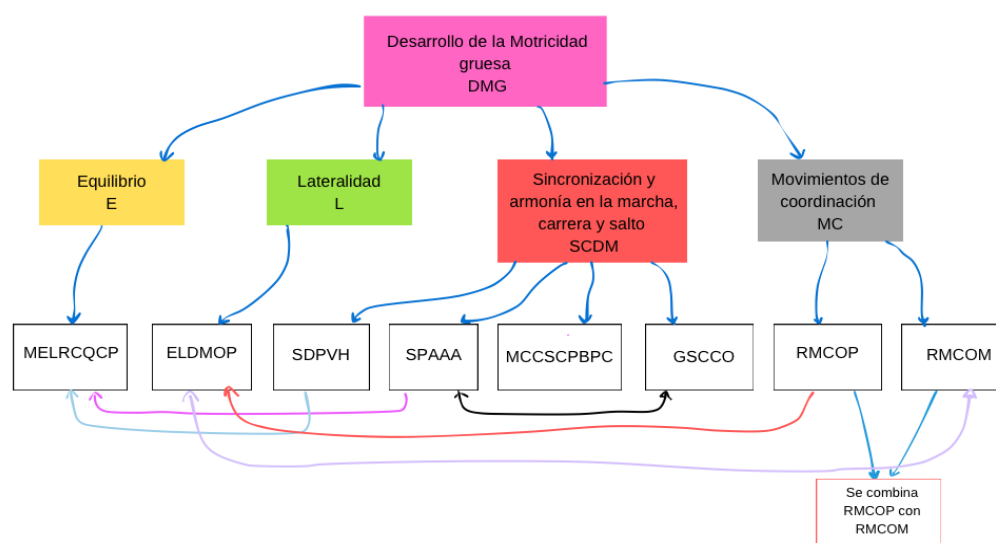 Desarrollo de la Motricidad
gruesa
DMG
Equilibrio
E
Lateralidad
L
Sincronización y
armonía en la marcha,
carrera y salto
SCDM
Movimientos de
coordinación
MC
MELRCQCP
ELDMOP
SDPVH
SPAAA
MCCSCPBPC
GSCCO
RMCOP
RMCOM
Se combina
RMCOP con
RMCOM